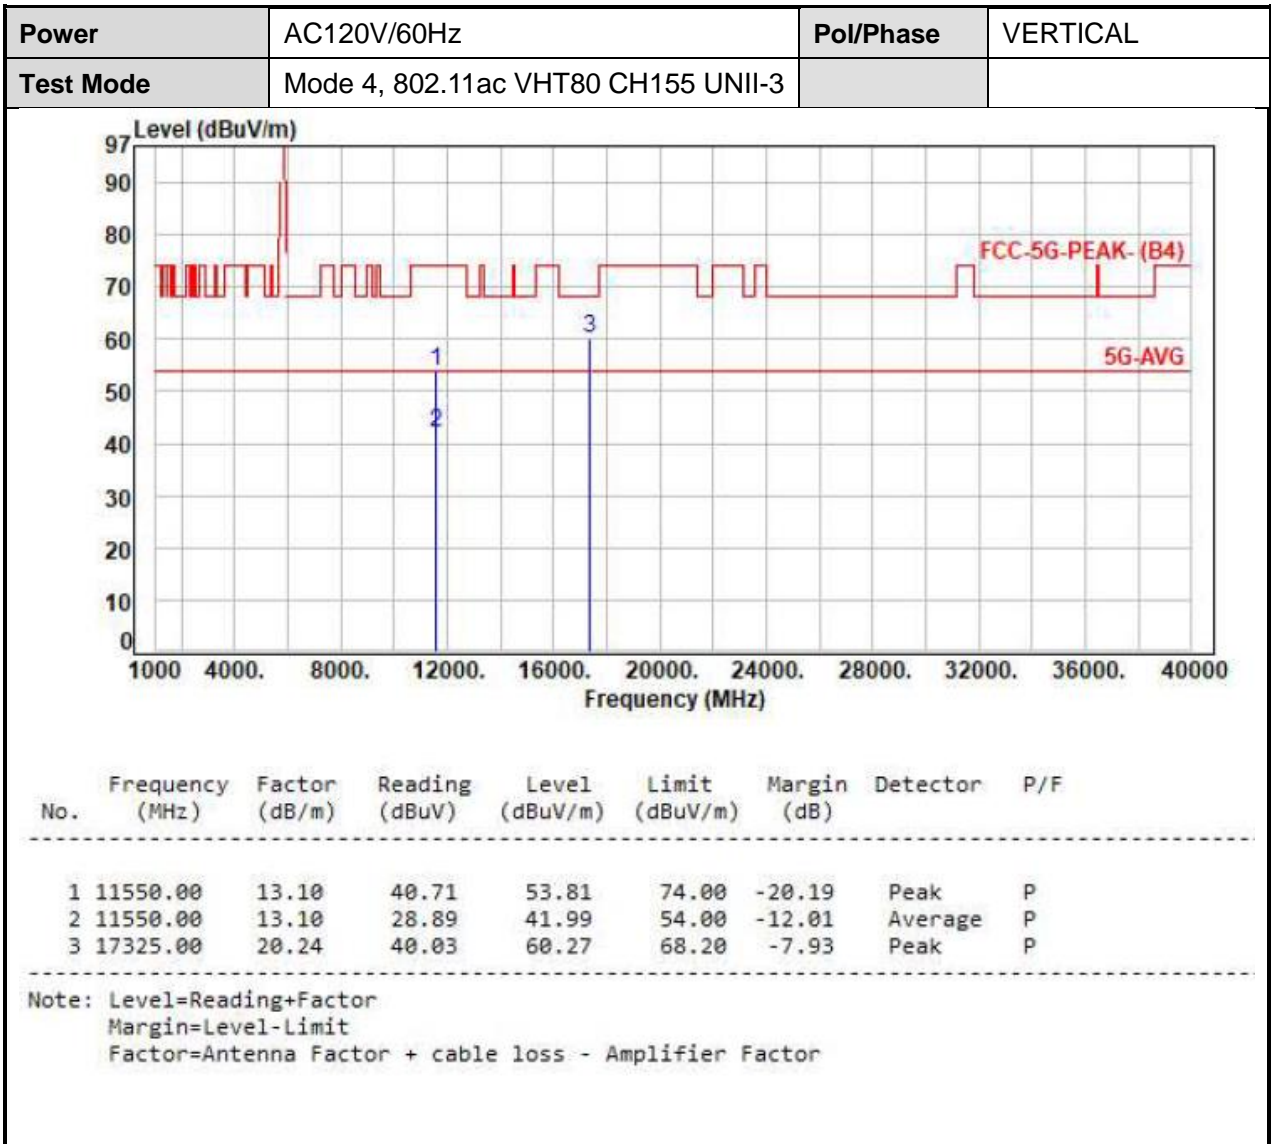 Power AC120V/60Hz Pol/Phase VERTICAL
Test Mode Mode 4, 802.11ac VHT80 CH155 UNII-3
Level (dBuV/m)
97
90
80
FCC-5G-PEAK- (B4)
70
3
60
1 5G-AVG
50
2
40
30
20
10
0
1000 4000. 8000. 12000. 16000. 20000. 24000. 28000. 32000. 36000. 40000
Frequency (MHz)
Frequency Factor Reading Level Limit Margin Detector P/F
No. (MHz) (dB/m) (dBuV) (dBuV/m) (dBuV/m) (dB)
1 11550.00 13.10 40.71 53.81 74.00 -20.19 Peak P
2 11550.00 13.10 28.89 41.99 54.00 -12.01 Average P
3 17325.00 20.24 40.03 60.27 68.20 -7.93 Peak P
Note: Level=Reading+Factor
Margin=Level-Limit
Factor=Antenna Factor + cable loss - Amplifier Factor